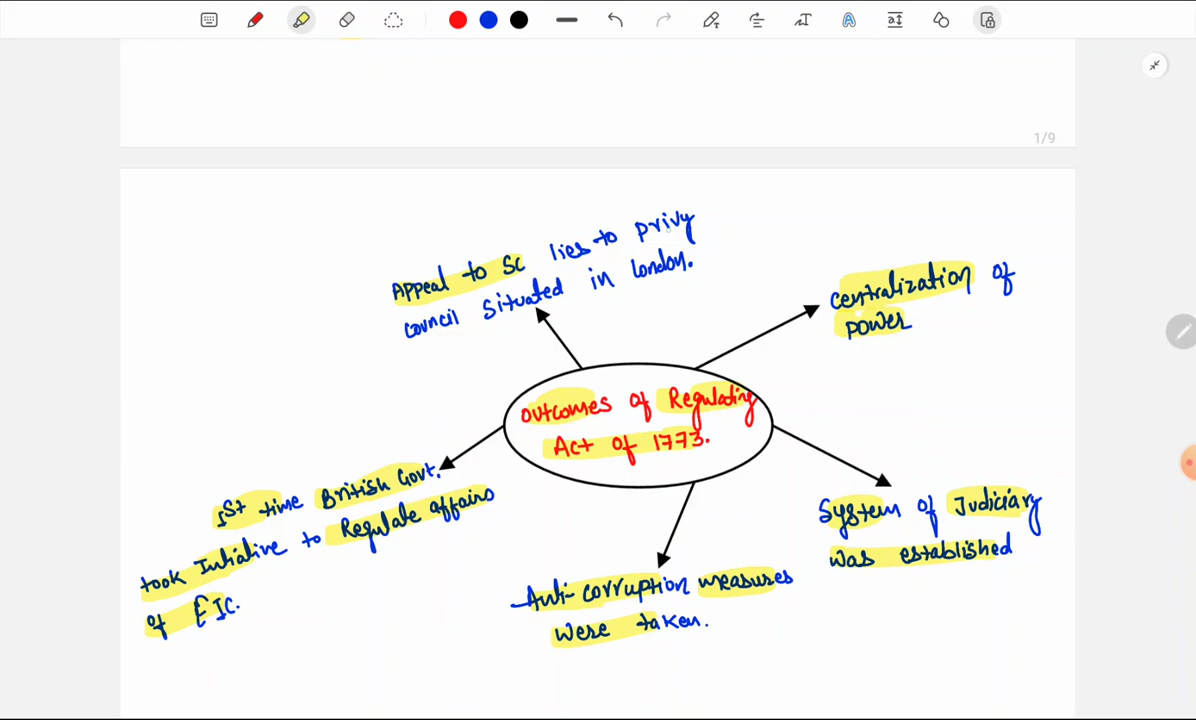 1/9
Appeal to SC lies to privy
council situated in london.
centralization of
power
outcomes of Regulating
Act of 1773.
1st time British Govt.
took Intiative to Regulate affairs
of EIC.
System of Judiciary
was established
Anti-corruption measures
were taken.